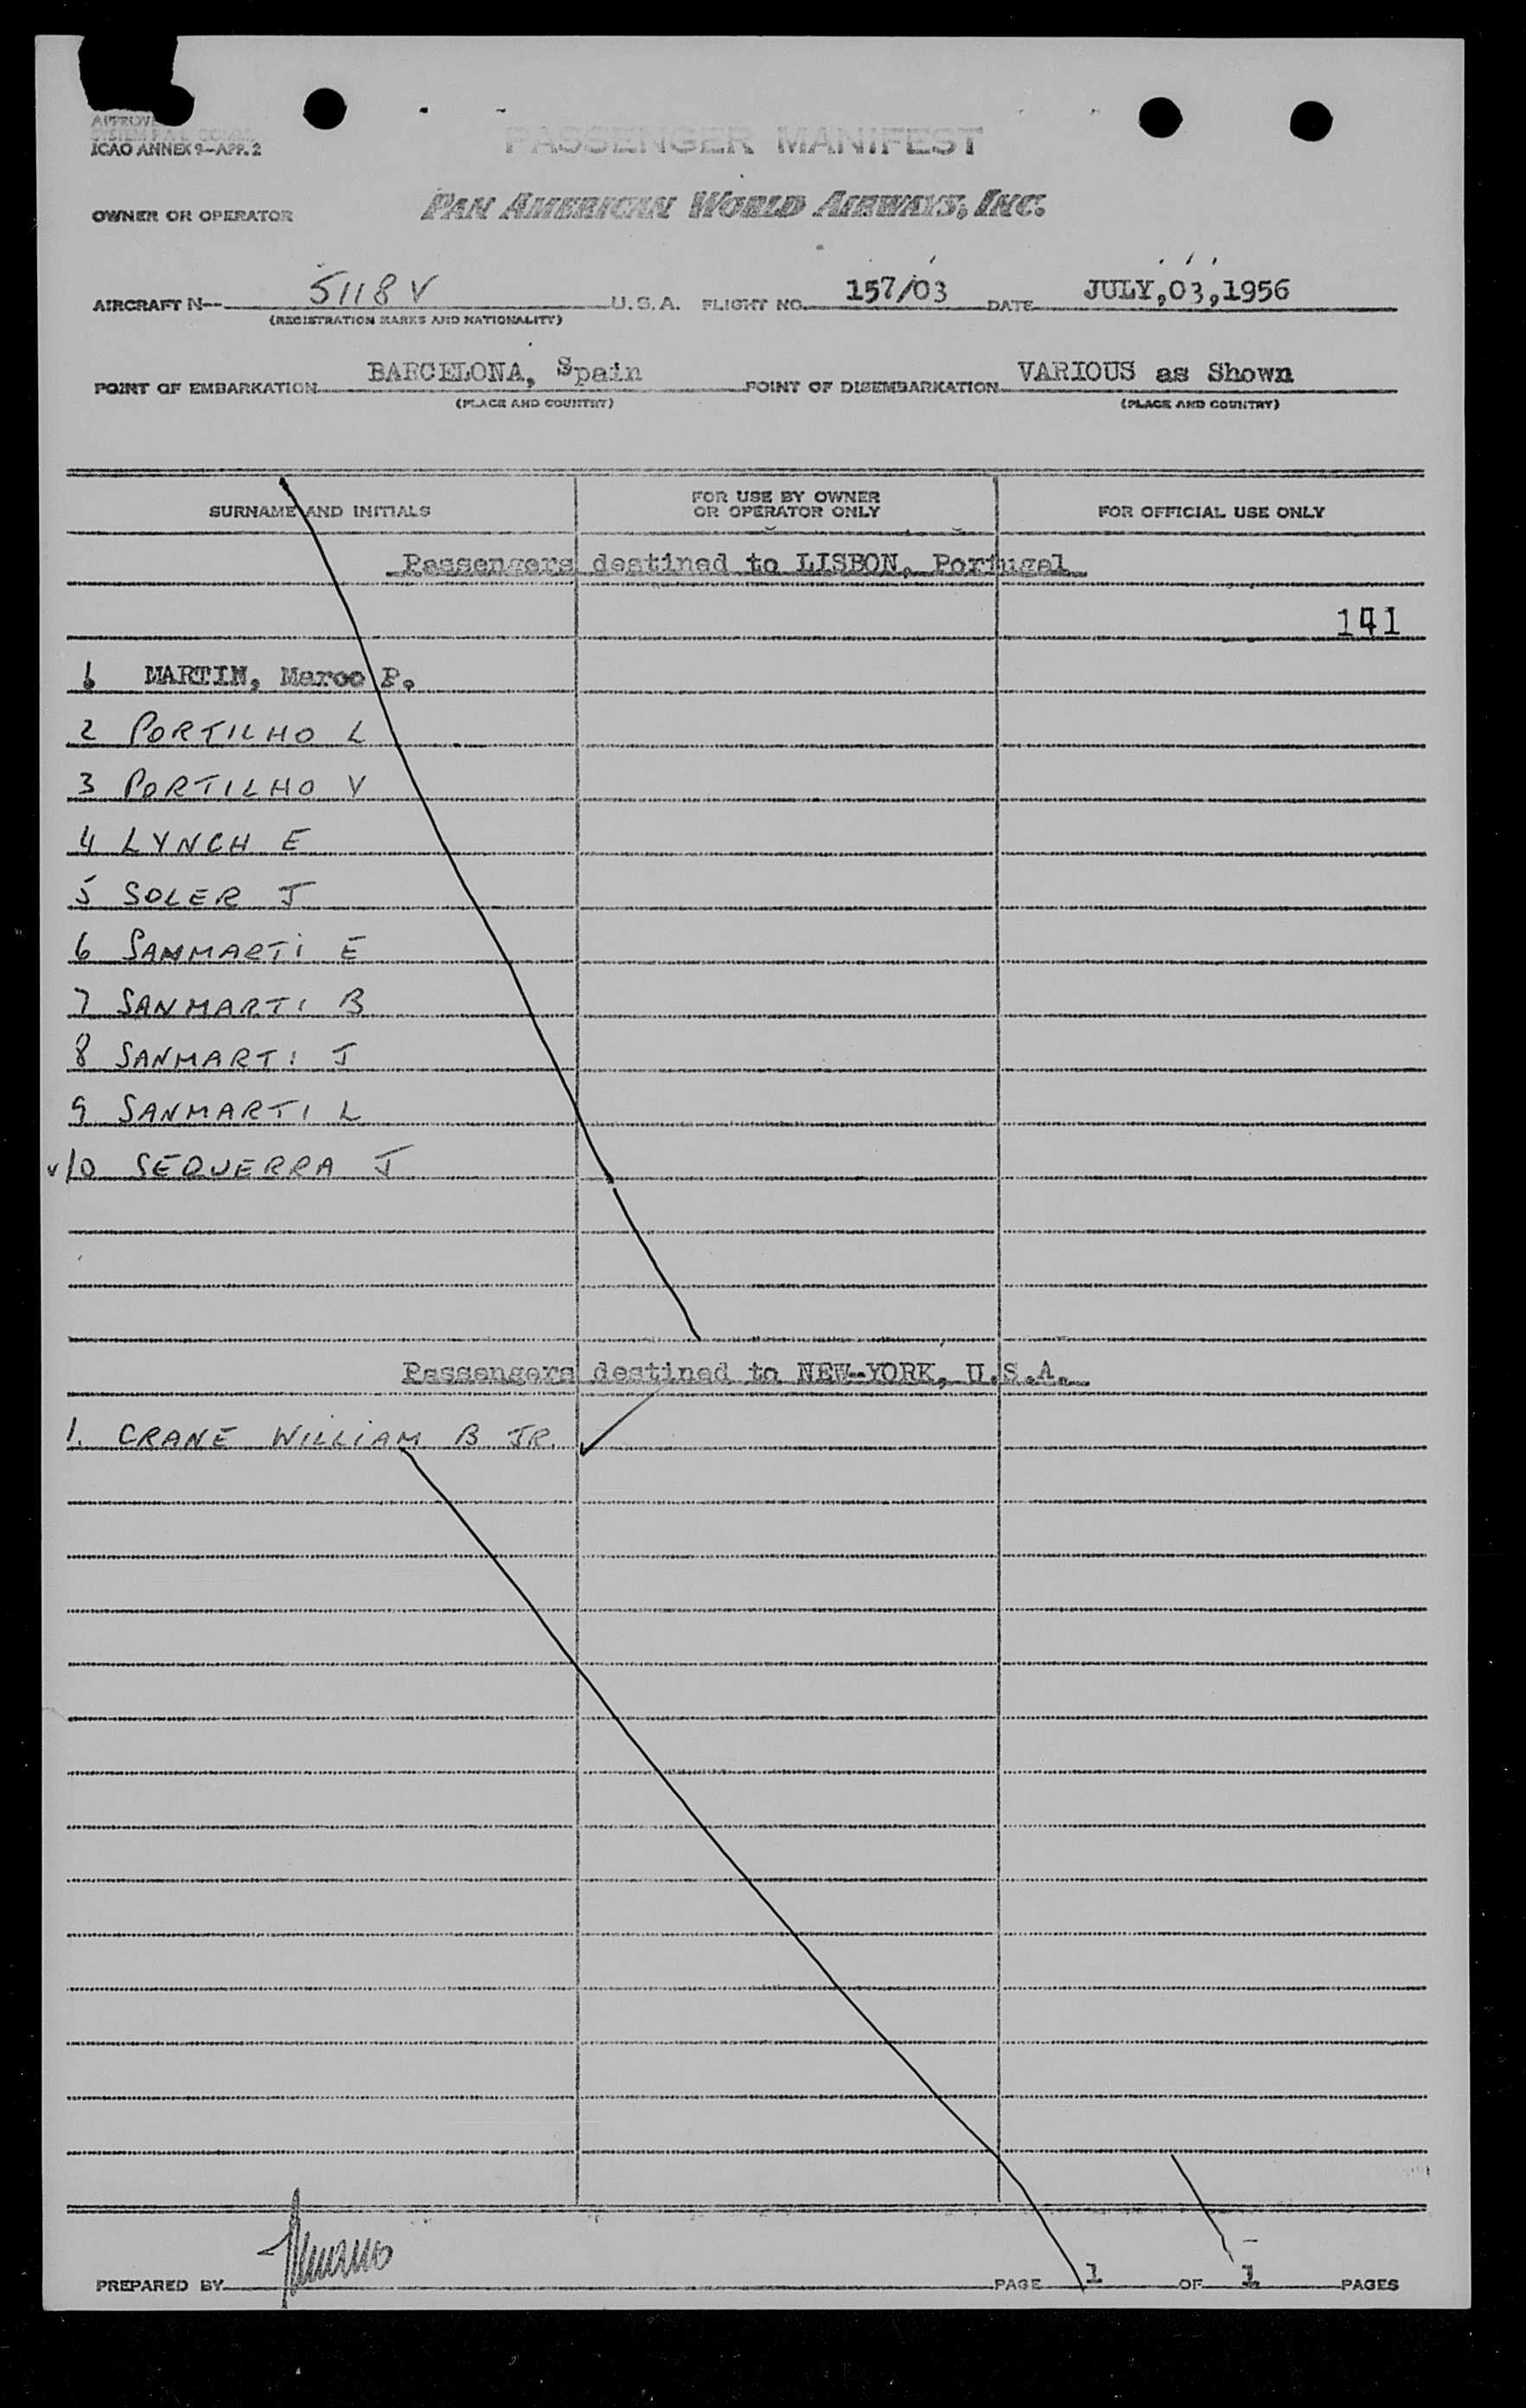 ICAO ANNEX 9—APP. 2
PASSENGER MANIFEST
OWNER OR OPERATOR PAN AMERICAN WORLD AIRWAYS, INC.
AIRCRAFT N-- 5118 V U.S.A. FLIGHT NO. 157/03 DATE JULY,03,1956
(REGISTRATION MARKS AND NATIONALITY)
POINT OF EMBARKATION BARCELONA, Spain POINT OF DISEMBARKATION VARIOUS as Shown
(PLACE AND COUNTRY) (PLACE AND COUNTRY)
SURNAME AND INITIALS FOR USE BY OWNER OR OPERATOR ONLY FOR OFFICIAL USE ONLY
Passengers destined to LISBON, Portugal
1 MARTIN, Marco P.
2 PORTILHO L
3 PORTILHO V
4 LYNCH E
5 SOLER J
6 SANMARTI E
7 SANMARTI B
8 SANMARTI J
9 SANMARTI L
10 SEQUERRA J
Passengers destined to NEW-YORK, U.S.A.
1. CRANE WILLIAM B JR.
PREPARED BY PAGE 1 OF 1 PAGES